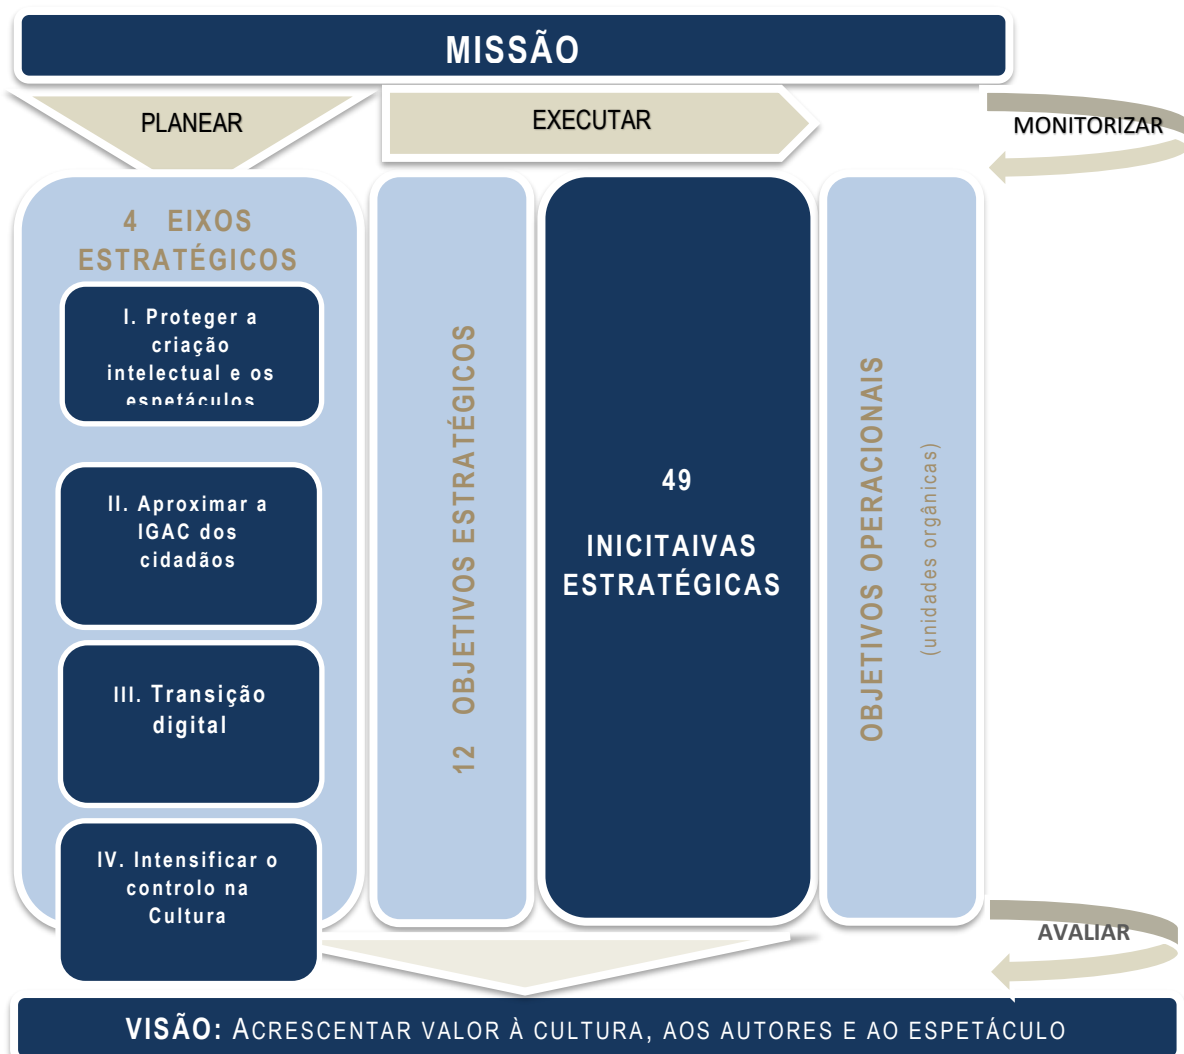 MISSÃO
PLANEAR
EXECUTAR
MONITORIZAR
4 EIXOS
ESTRATÉGICOS
I. Proteger a
criação
intelectual e os
espetáculos
II. Aproximar a
IGAC dos
cidadãos
III. Transição
digital
IV. Intensificar o
controlo na
Cultura
12 OBJETIVOS ESTRATÉGICOS
49
INICITAIVAS
ESTRATÉGICAS
OBJETIVOS OPERACIONAIS
(unidades orgânicas)
AVALIAR
VISÃO: ACRESCENTAR VALOR À CULTURA, AOS AUTORES E AO ESPETÁCULO